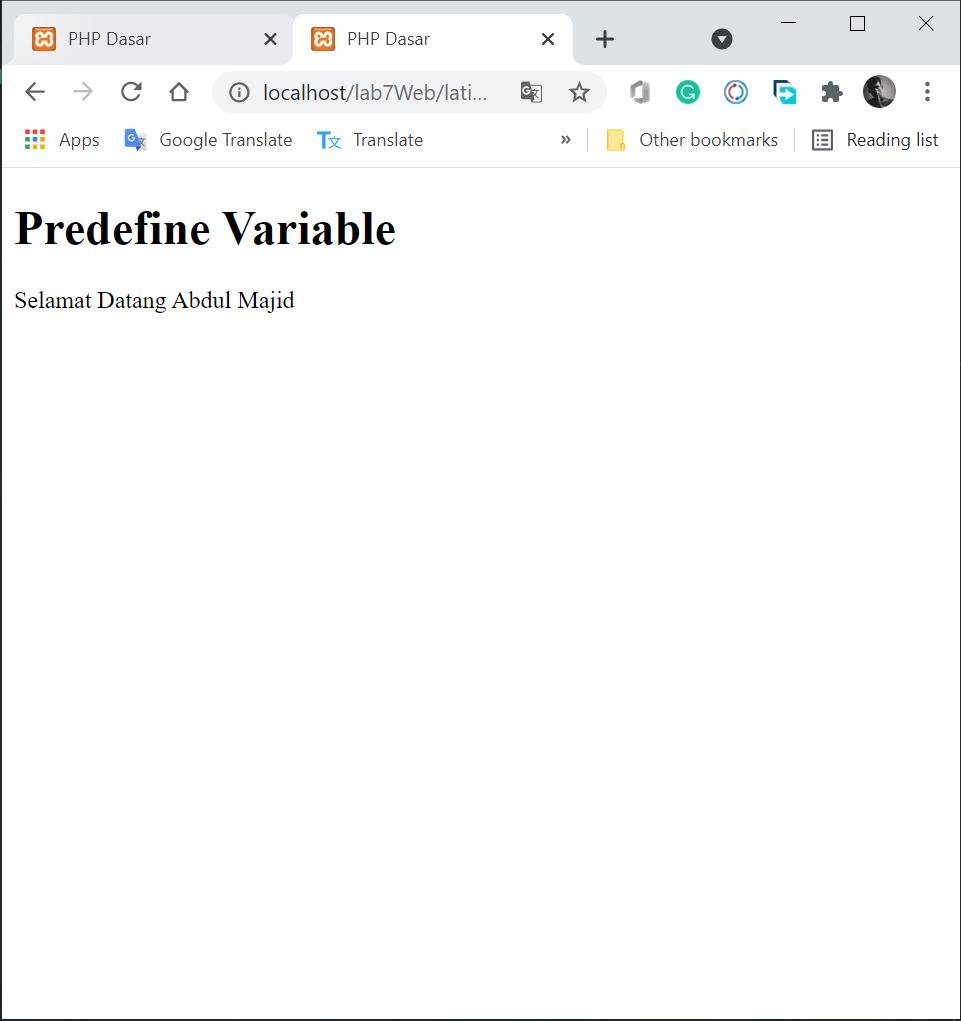 PHP Dasar
PHP Dasar
localhost/lab7Web/lati...
Apps
Google Translate
Translate
»
Other bookmarks
Reading list
Predefine Variable
Selamat Datang Abdul Majid